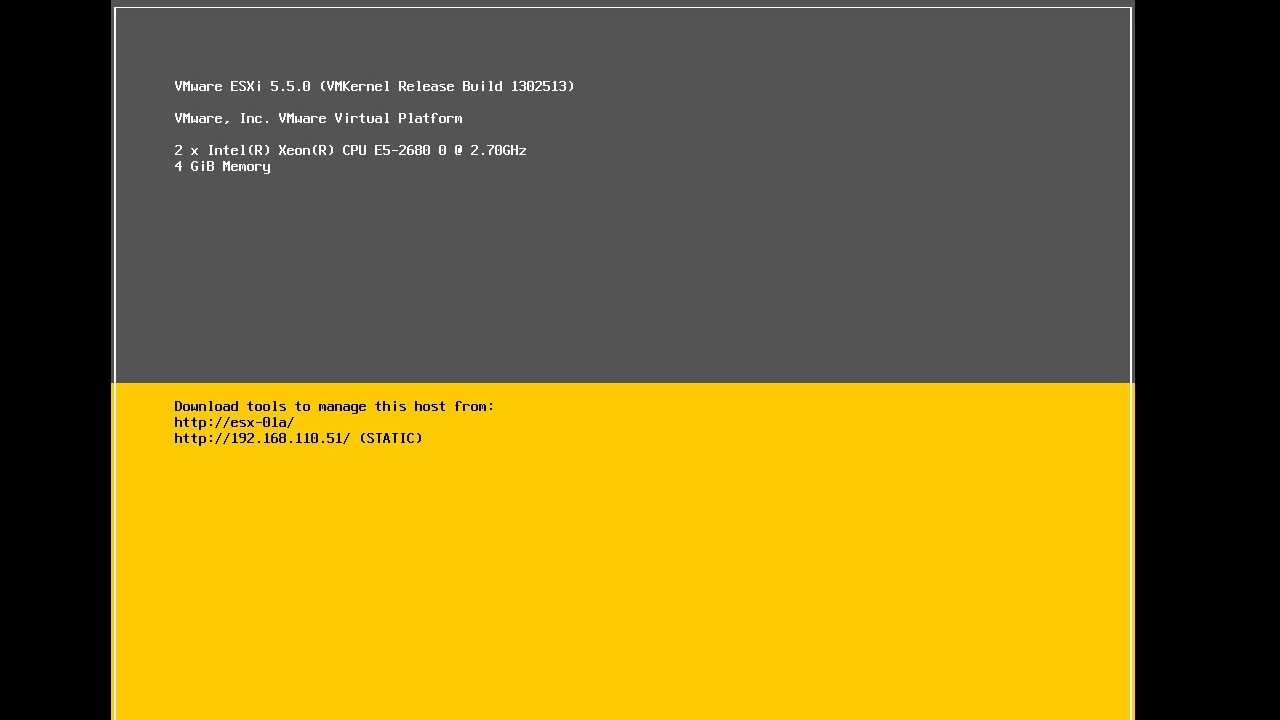 VMware ESXi 5.5.0 (VMKernel Release Build 1302513)
VMware, Inc. VMware Virtual Platform
2 x Intel(R) Xeon(R) CPU E5-2680 0 @ 2.70GHz
4 GiB Memory
Download tools to manage this host from:
http://esx-01a/
http://192.168.110.51/ (STATIC)